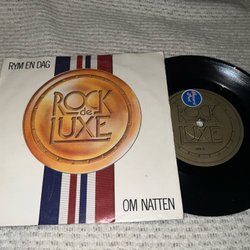 RYM EN DAG
ROCK
de
LUXE
OM NATTEN
ROCK
de
LUXE